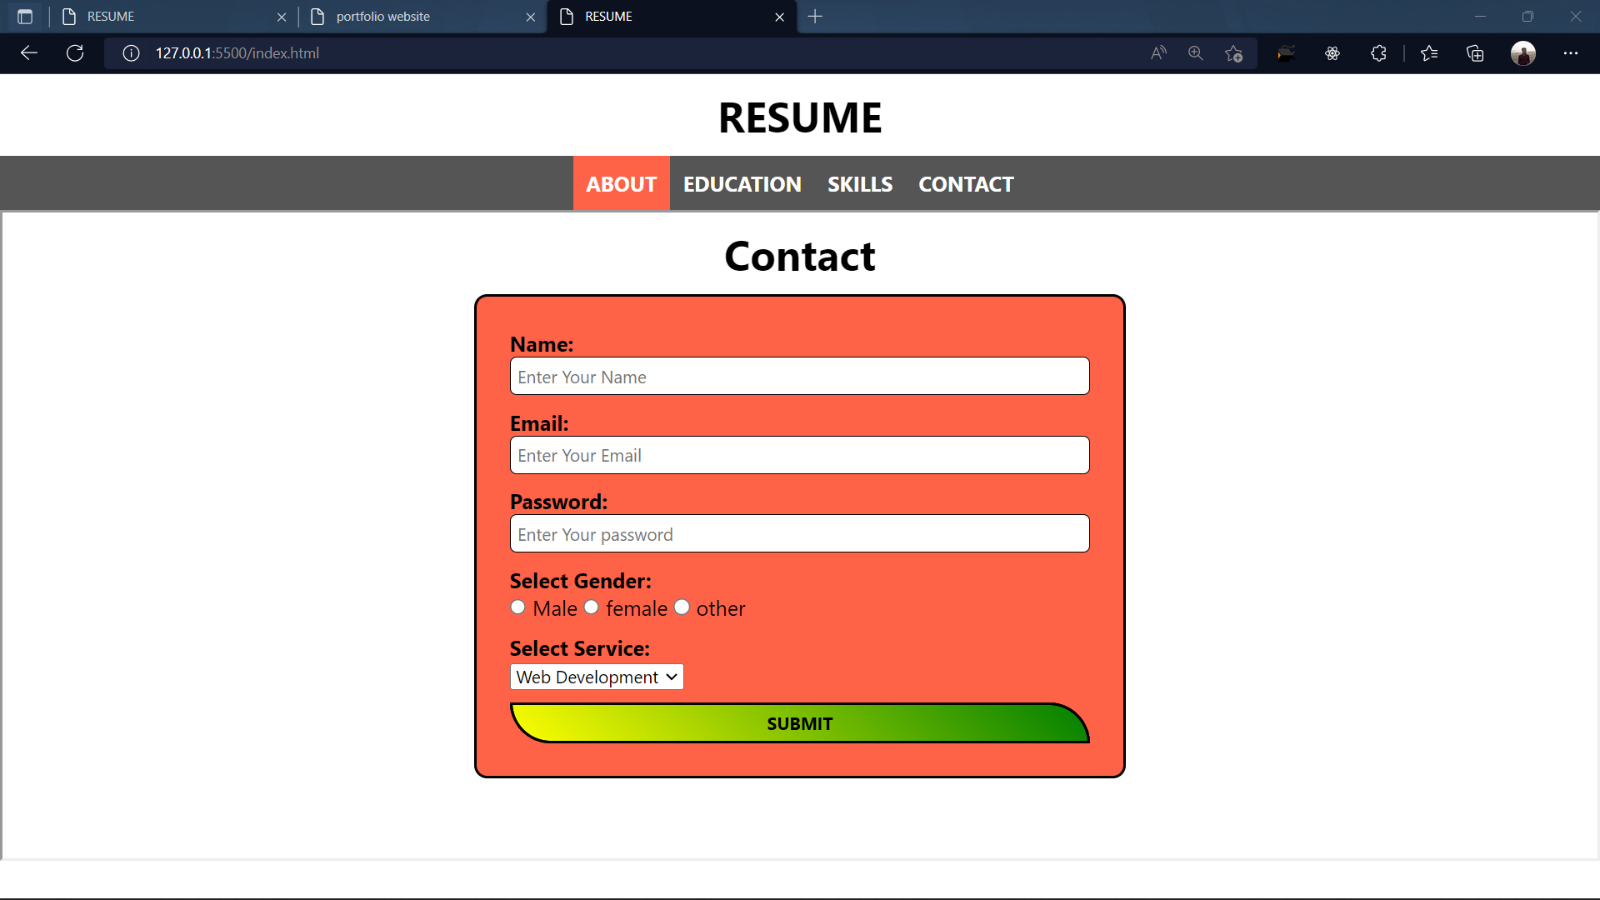 RESUME
portfolio website
RESUME
127.0.0.1:5500/index.html
RESUME
ABOUT EDUCATION SKILLS CONTACT
Contact
Name:
Enter Your Name
Email:
Enter Your Email
Password:
Enter Your password
Select Gender:
Male female other
Select Service:
Web Development
SUBMIT